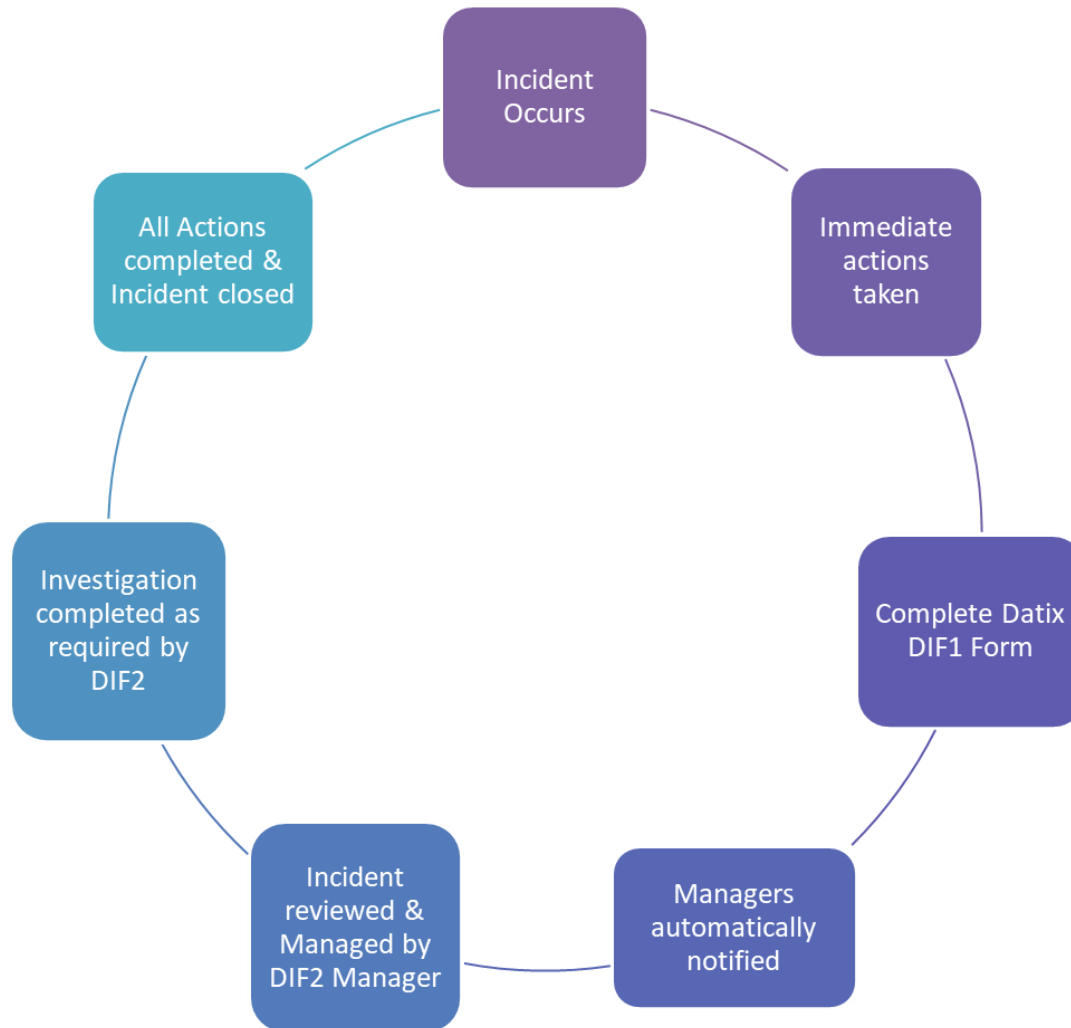 Incident
Occurs
Immediate
actions
taken
Complete Datix
DIF1 Form
Managers
automatically
notified
Incident
reviewed &
Managed by
DIF2 Manager
Investigation
completed as
required by
DIF2
All Actions
completed &
Incident closed